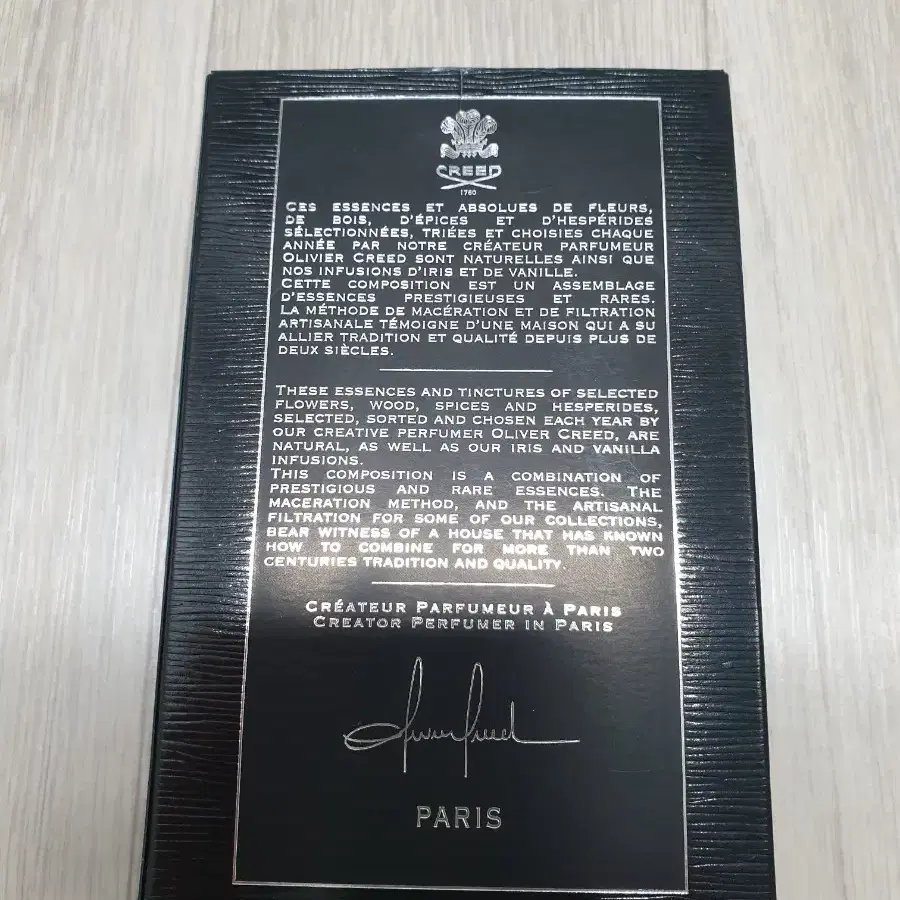 CREED
1760
CES ESSENCES ET ABSOLUES DE FLEURS,
DE BOIS, D'ÉPICES ET D'HESPÉRIDES
SÉLECTIONNÉES, TRIÉES ET CHOISIES CHAQUE
ANNÉE PAR NOTRE CRÉATEUR PARFUMEUR
OLIVIER CREED SONT NATURELLES AINSI QUE
NOS INFUSIONS D'IRIS ET DE VANILLE.
CETTE COMPOSITION EST UN ASSEMBLAGE
D'ESSENCES PRESTIGIEUSES ET RARES.
LA MÉTHODE DE MACÉRATION ET DE FILTRATION
ARTISANALE TÉMOIGNE D'UNE MAISON QUI A SU
ALLIER TRADITION ET QUALITÉ DEPUIS PLUS DE
DEUX SIÈCLES.
THESE ESSENCES AND TINCTURES OF SELECTED
FLOWERS, WOOD, SPICES AND HESPERIDES,
SELECTED, SORTED AND CHOSEN EACH YEAR BY
OUR CREATIVE PERFUMER OLIVER CREED, ARE
NATURAL, AS WELL AS OUR IRIS AND VANILLA
INFUSIONS.
THIS COMPOSITION IS A COMBINATION OF
PRESTIGIOUS AND RARE ESSENCES. THE
MACERATION METHOD, AND THE ARTISANAL
FILTRATION FOR SOME OF OUR COLLECTIONS,
BEAR WITNESS OF A HOUSE THAT HAS KNOWN
HOW TO COMBINE FOR MORE THAN TWO
CENTURIES TRADITION AND QUALITY.
CRÉATEUR PARFUMEUR À PARIS
CREATOR PERFUMER IN PARIS
Olivier Creed
PARIS